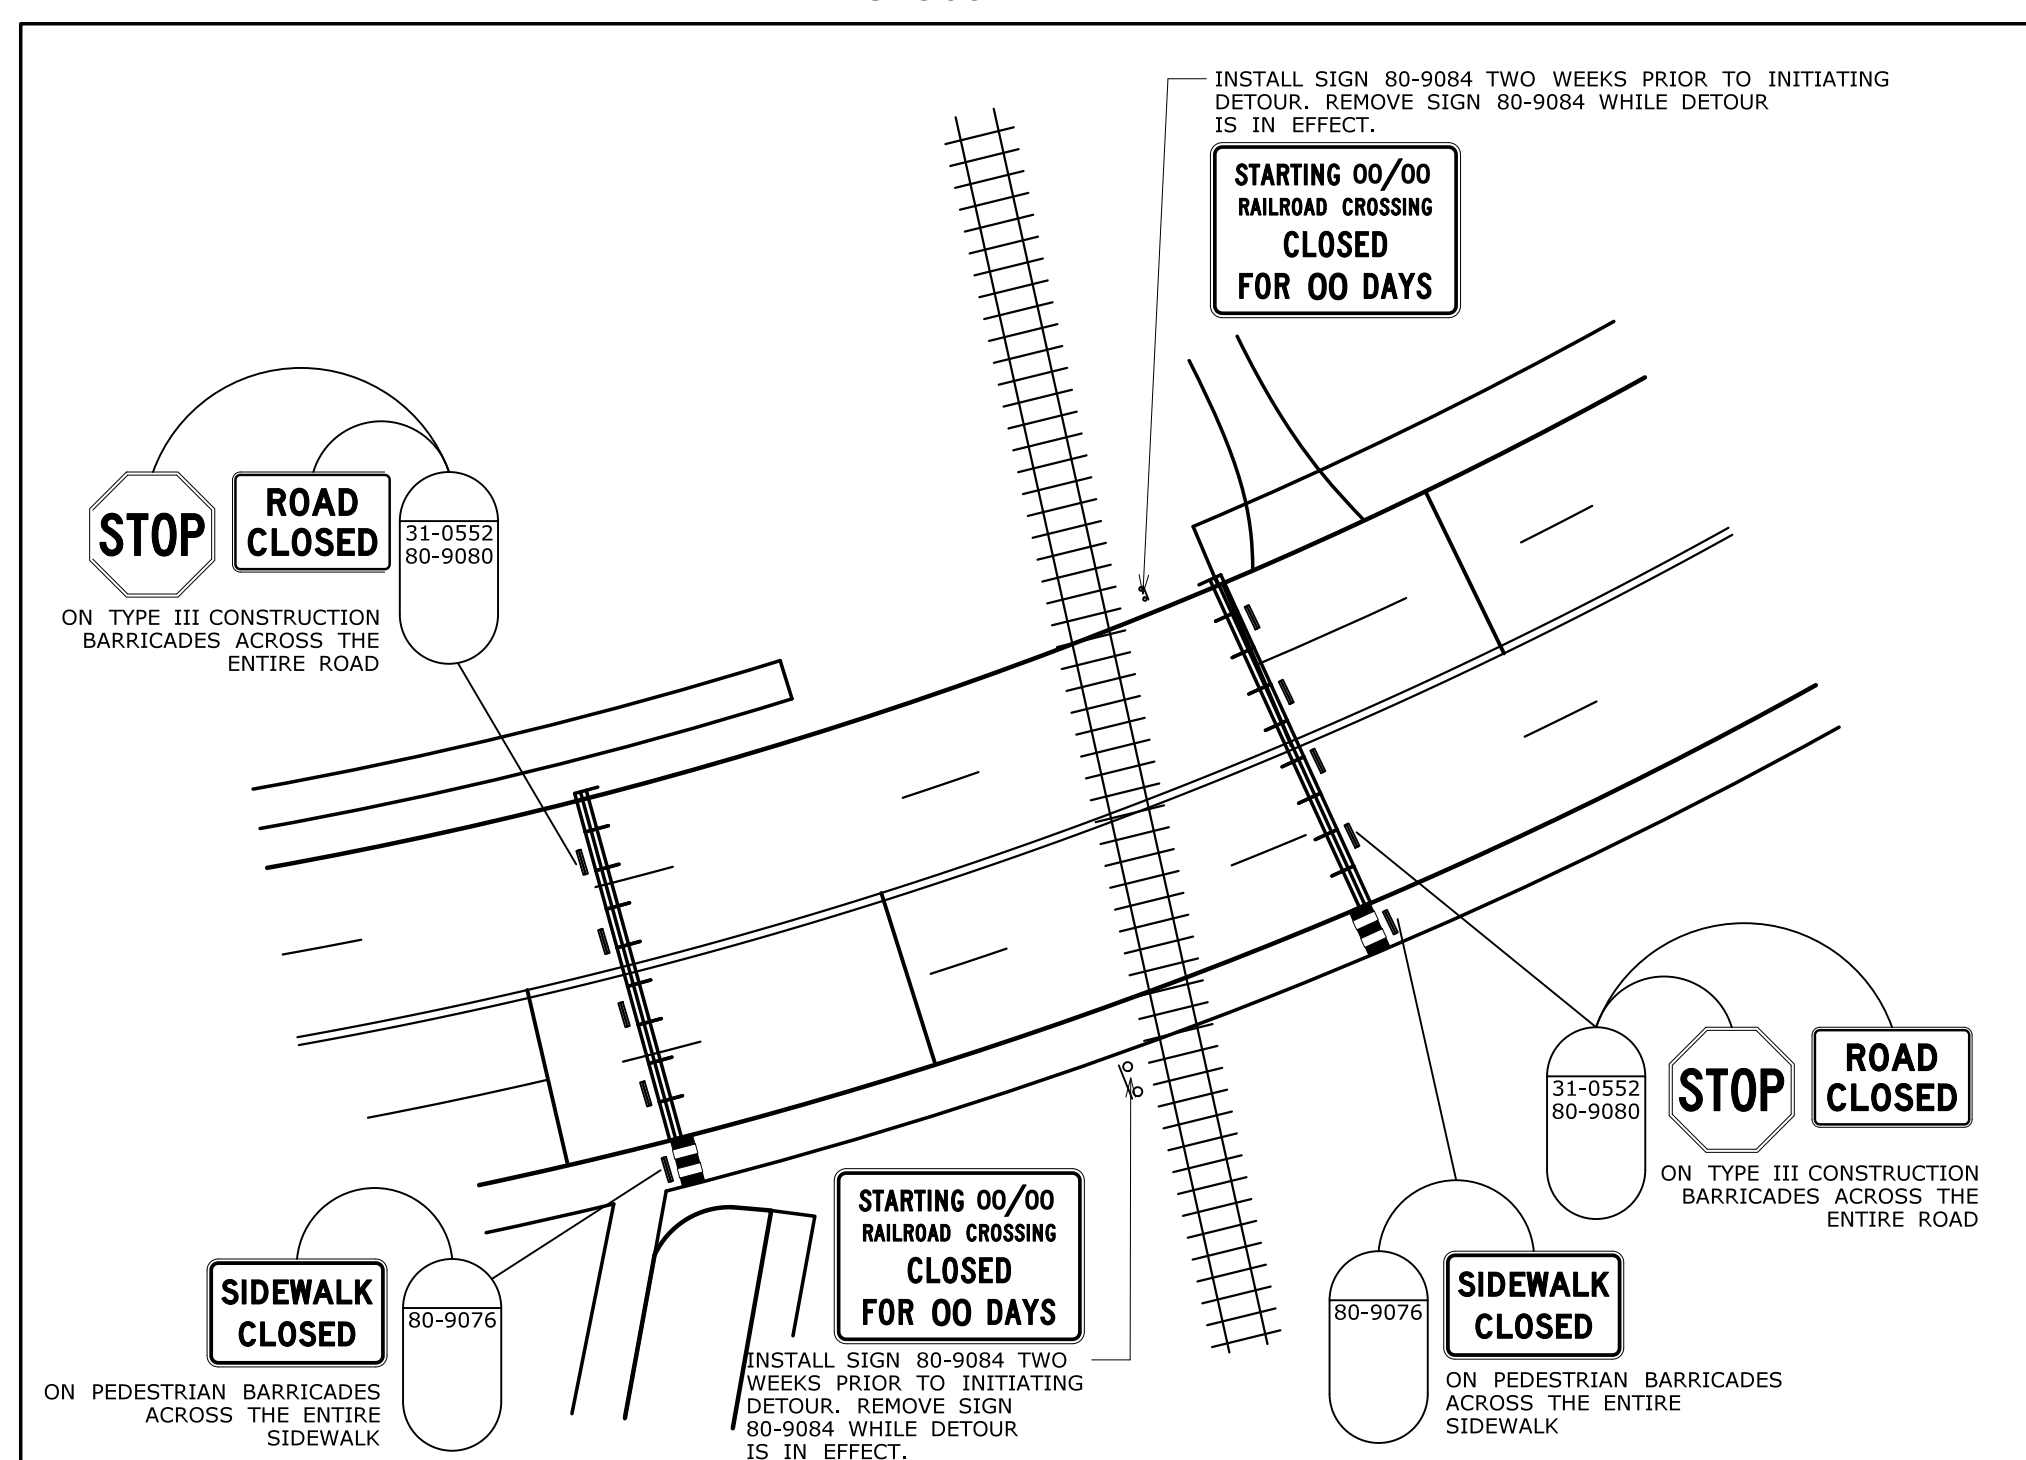 INSTALL SIGN 80-9084 TWO WEEKS PRIOR TO INITIATING
DETOUR. REMOVE SIGN 80-9084 WHILE DETOUR
IS IN EFFECT.
STARTING 00/00
RAILROAD CROSSING
CLOSED
FOR 00 DAYS
STOP
ROAD
CLOSED
31-0552
80-9080
ON TYPE III CONSTRUCTION
BARRICADES ACROSS THE
ENTIRE ROAD
31-0552
80-9080
STOP
ROAD
CLOSED
ON TYPE III CONSTRUCTION
BARRICADES ACROSS THE
ENTIRE ROAD
SIDEWALK
CLOSED
80-9076
ON PEDESTRIAN BARRICADES
ACROSS THE ENTIRE
SIDEWALK
STARTING 00/00
RAILROAD CROSSING
CLOSED
FOR 00 DAYS
INSTALL SIGN 80-9084 TWO
WEEKS PRIOR TO INITIATING
DETOUR. REMOVE SIGN
80-9084 WHILE DETOUR
IS IN EFFECT.
80-9076
SIDEWALK
CLOSED
ON PEDESTRIAN BARRICADES
ACROSS THE ENTIRE
SIDEWALK